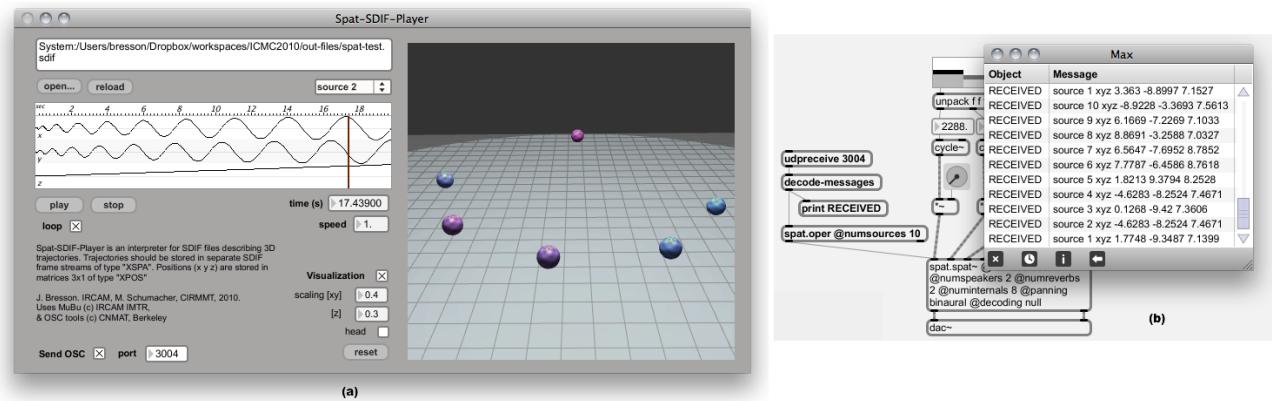 Spat-SDIF-Player
System:/Users/bresson/Dropbox/workspaces/ICMC2010/out-files/spat-test.
sdif
open... reload source 2
sec 2 4 6 8 10 12 14 16 18
x
y
z
play stop time (s) 17.43900
loop speed 1.
Spat-SDIF-Player is an interpreter for SDIF files describing 3D
trajectories. Trajectories should be stored in separate SDIF
frame streams of type "XSPA". Positions (x y z) are stored in
matrices 3x1 of type "XPOS"
Visualization
J. Bresson. IRCAM, M. Schumacher, CIRMMT, 2010.
Uses MuBu (c) IRCAM IMTR,
& OSC tools (c) CNMAT, Berkeley
scaling [xy] 0.4
[z] 0.3
head
Send OSC port 3004 reset
(a)
Max
Object Message
RECEIVED source 1 xyz 3.363 -8.8997 7.1527
RECEIVED source 10 xyz -8.9228 -3.3693 7.5613
RECEIVED source 9 xyz 6.1669 -7.2269 7.1033
RECEIVED source 8 xyz 8.8691 -3.2588 7.0327
RECEIVED source 7 xyz 6.5647 -7.6952 8.7852
RECEIVED source 6 xyz 7.7787 -6.4586 8.7618
RECEIVED source 5 xyz 1.8213 9.3794 8.2528
RECEIVED source 4 xyz -4.6283 -8.2524 7.4671
RECEIVED source 3 xyz 0.1268 -9.42 7.3606
RECEIVED source 2 xyz -4.6283 -8.2524 7.4671
RECEIVED source 1 xyz 1.7748 -9.3487 7.1399
unpack f f
2288.
cycle~
udpreceive 3004
decode-messages
print RECEIVED
*~
spat.oper @numsources 10
spat.spat~ @
@numspeakers 2 @numreverbs
2 @numinternals 8 @panning
binaural @decoding null
dac~
(b)